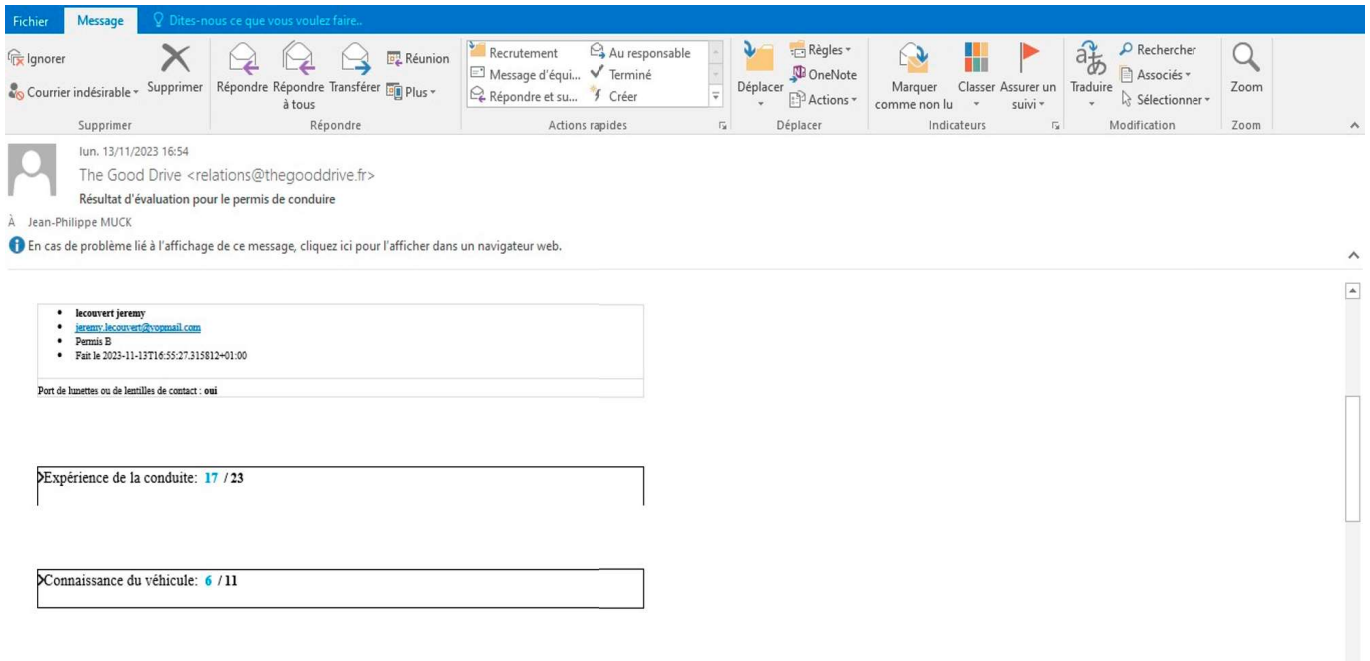 Fichier Message Dites-nous ce que vous voulez faire..
Ignorer
Courrier indésirable
Supprimer
Supprimer
Répondre Répondre à tous Transférer
Réunion
Plus
Répondre
Recrutement Au responsable
Message d'équi... Terminé
Répondre et su... Créer
Actions rapides
Déplacer
Règles
OneNote
Actions
Déplacer
Marquer comme non lu Classer Assurer un suivi
Indicateurs
Traduire
Rechercher
Associés
Sélectionner
Modification
Zoom
Zoom
lun. 13/11/2023 16:54
The Good Drive <relations@thegooddrive.fr>
Résultat d'évaluation pour le permis de conduire
À Jean-Philippe MUCK
En cas de problème lié à l'affichage de ce message, cliquez ici pour l'afficher dans un navigateur web.
• lecouvert jeremy
• jeremy.lecouvert@yopmail.com
• Permis B
• Fait le 2023-11-13T16:55:27.315812+01:00
Port de lunettes ou de lentilles de contact : oui
Expérience de la conduite: 17 / 23
Connaissance du véhicule: 6 / 11